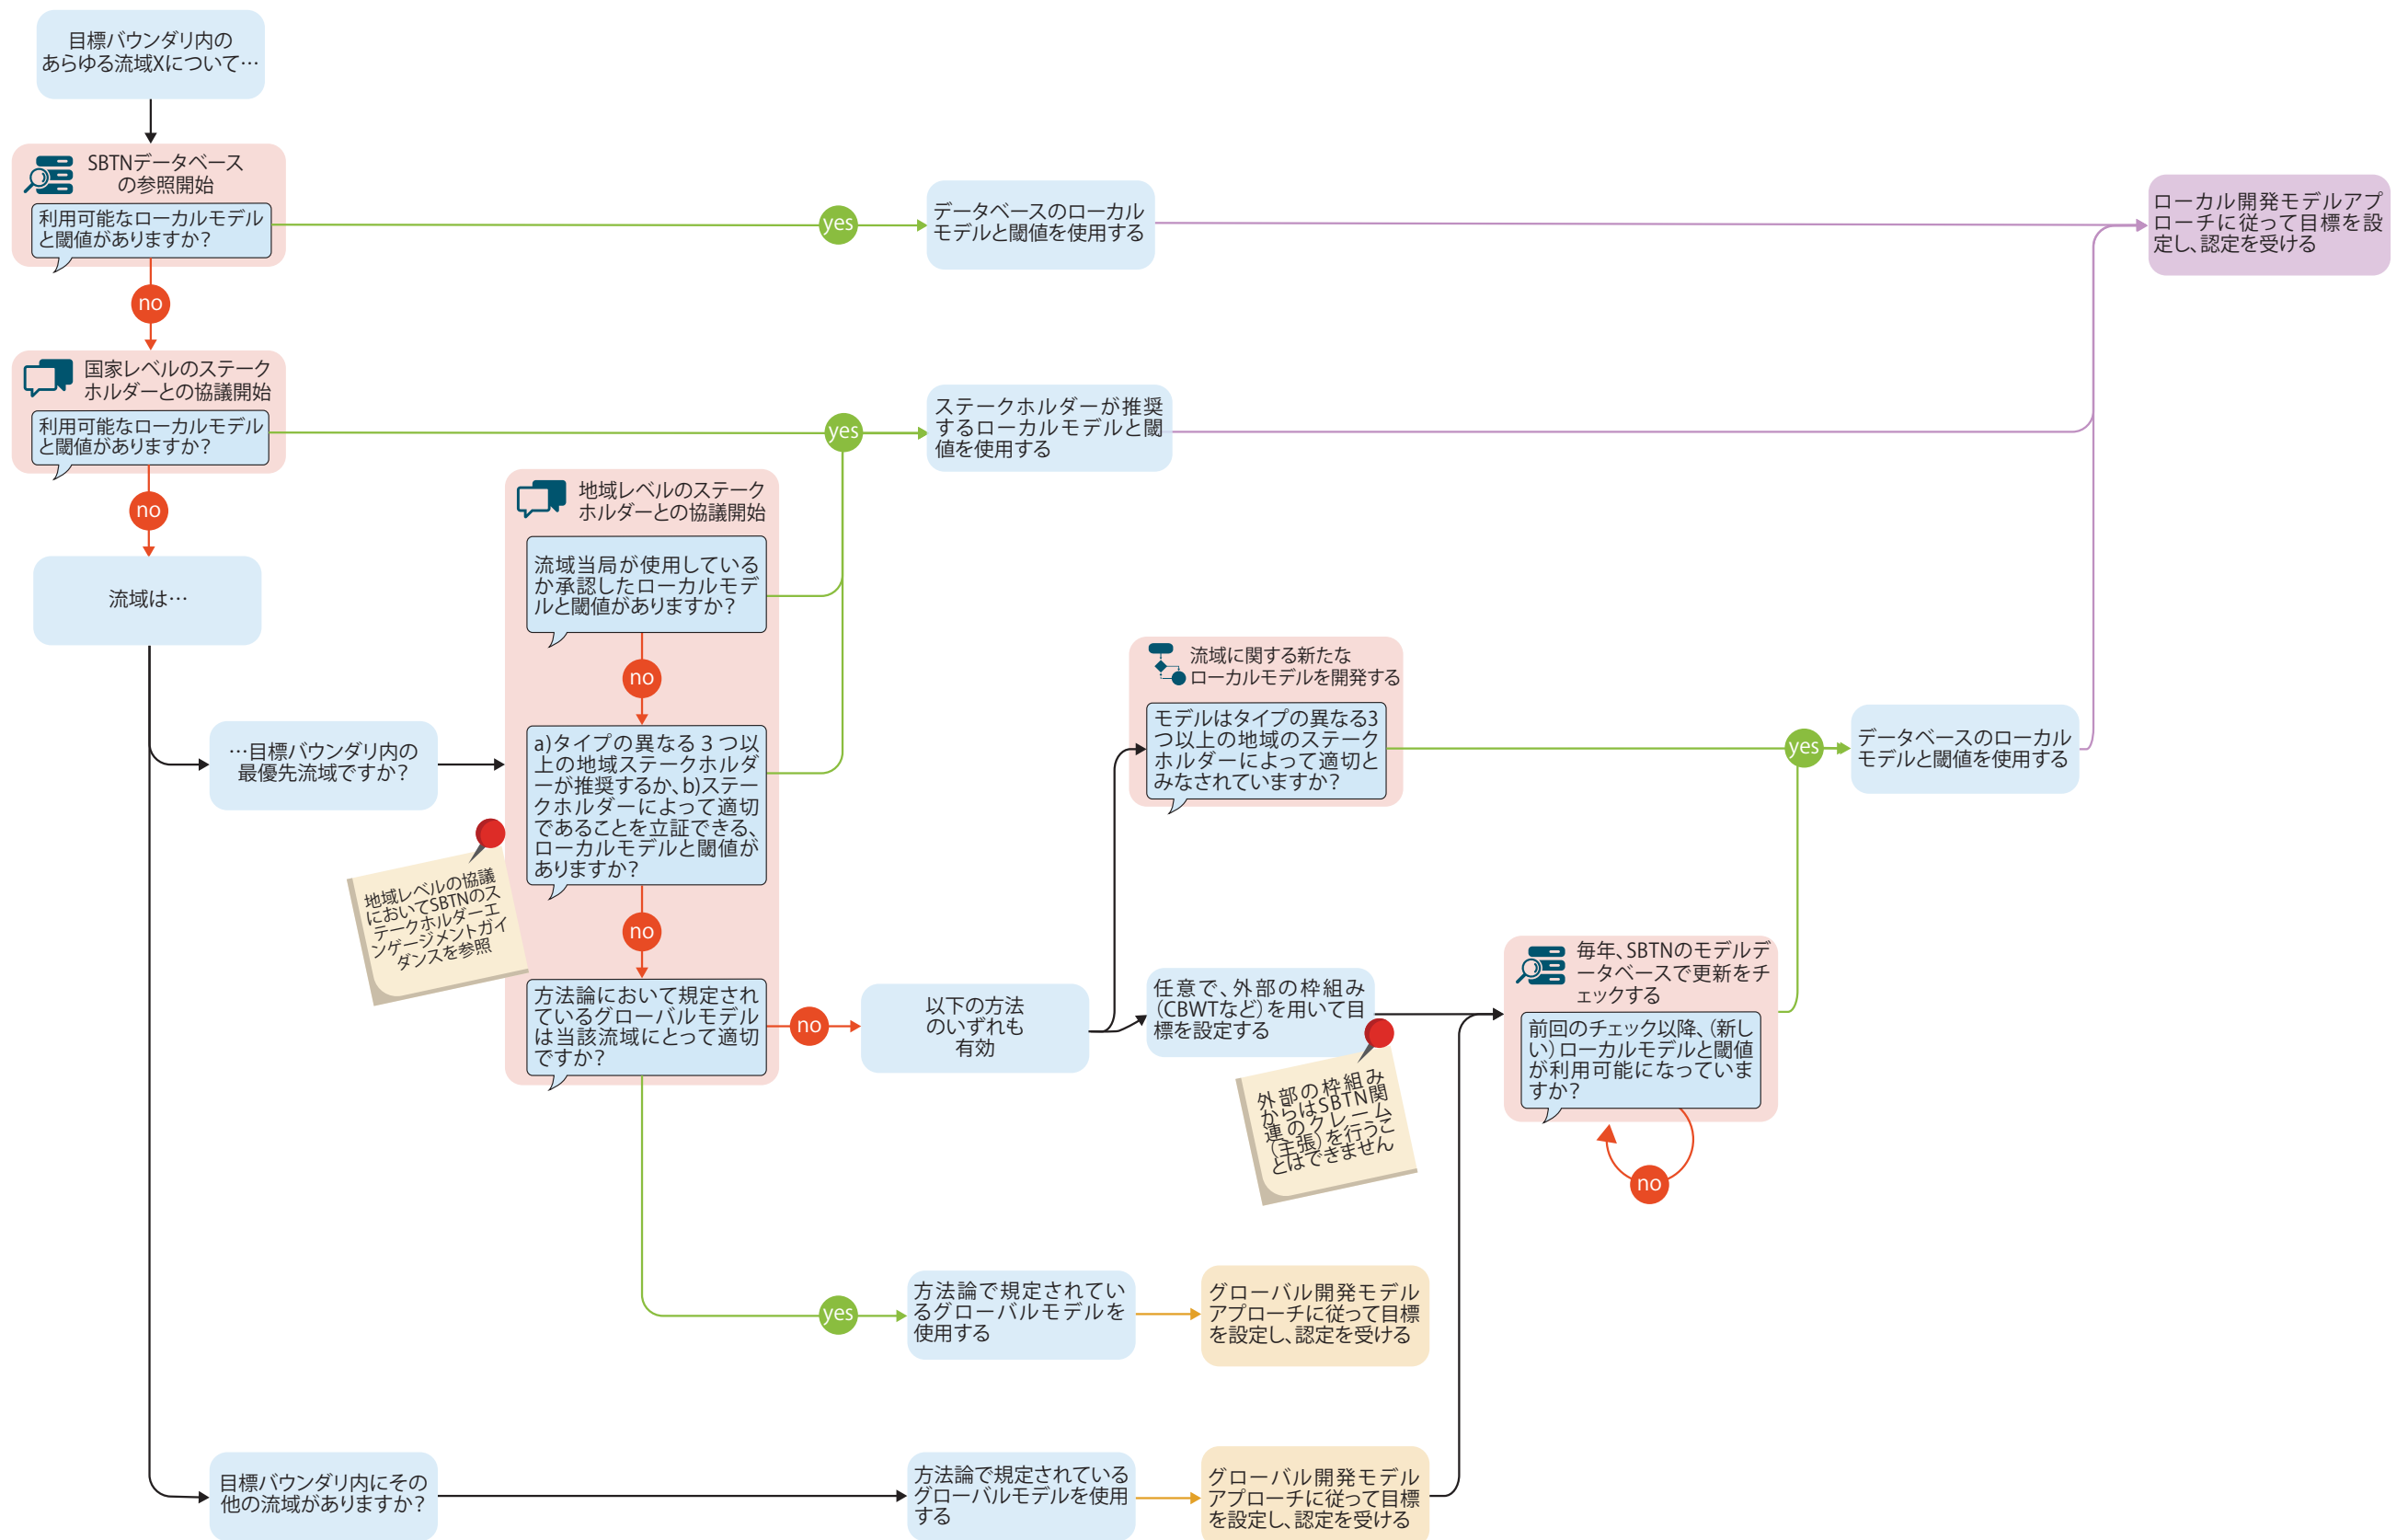 目標バウンダリ内の
あらゆる流域Xについて…
SBTNデータベース
の参照開始
利用可能なローカルモデル
と閾値がありますか？
yes
データベースのローカル
モデルと閾値を使用する
ローカル開発モデルアプ
ローチに従って目標を設
定し、認定を受ける
no
国家レベルのステーク
ホルダーとの協議開始
利用可能なローカルモデル
と閾値がありますか？
yes
ステークホルダーが推奨
するローカルモデルと閾
値を使用する
no
流域は…
地域レベルのステーク
ホルダーとの協議開始
流域当局が使用している
か承認したローカルモデ
ルと閾値がありますか？
no
…目標バウンダリ内の
最優先流域ですか？
a)タイプの異なる３つ以
上の地域ステークホルダ
ーが推奨するか、b)ステー
クホルダーによって適切
であることを立証できる、
ローカルモデルと閾値が
ありますか？
地域レベルの協議
においてSBTNのス
テークホルダーエ
ンゲージメントガイ
ダンスを参照
no
方法論において規定され
ているグローバルモデル
は当該流域にとって適切
ですか？
no
以下の方法
のいずれも
有効
流域に関する新たな
ローカルモデルを開発する
モデルはタイプの異なる3
つ以上の地域のステーク
ホルダーによって適切と
みなされていますか？
yes
データベースのローカル
モデルと閾値を使用する
任意で、外部の枠組み
（CBWTなど）を用いて目
標を設定する
外部の枠組み
からはSBTN関
連のクレーム
（主張）を行うこ
とはできません
毎年、SBTNのモデルデ
ータベースで更新をチ
ェックする
前回のチェック以降、（新し
い）ローカルモデルと閾値
が利用可能になっていま
すか？
no
yes
方法論で規定されてい
るグローバルモデルを
使用する
グローバル開発モデル
アプローチに従って目標
を設定し、認定を受ける
目標バウンダリ内にその
他の流域がありますか？
方法論で規定されている
グローバルモデルを使用
する
グローバル開発モデル
アプローチに従って目標
を設定し、認定を受ける